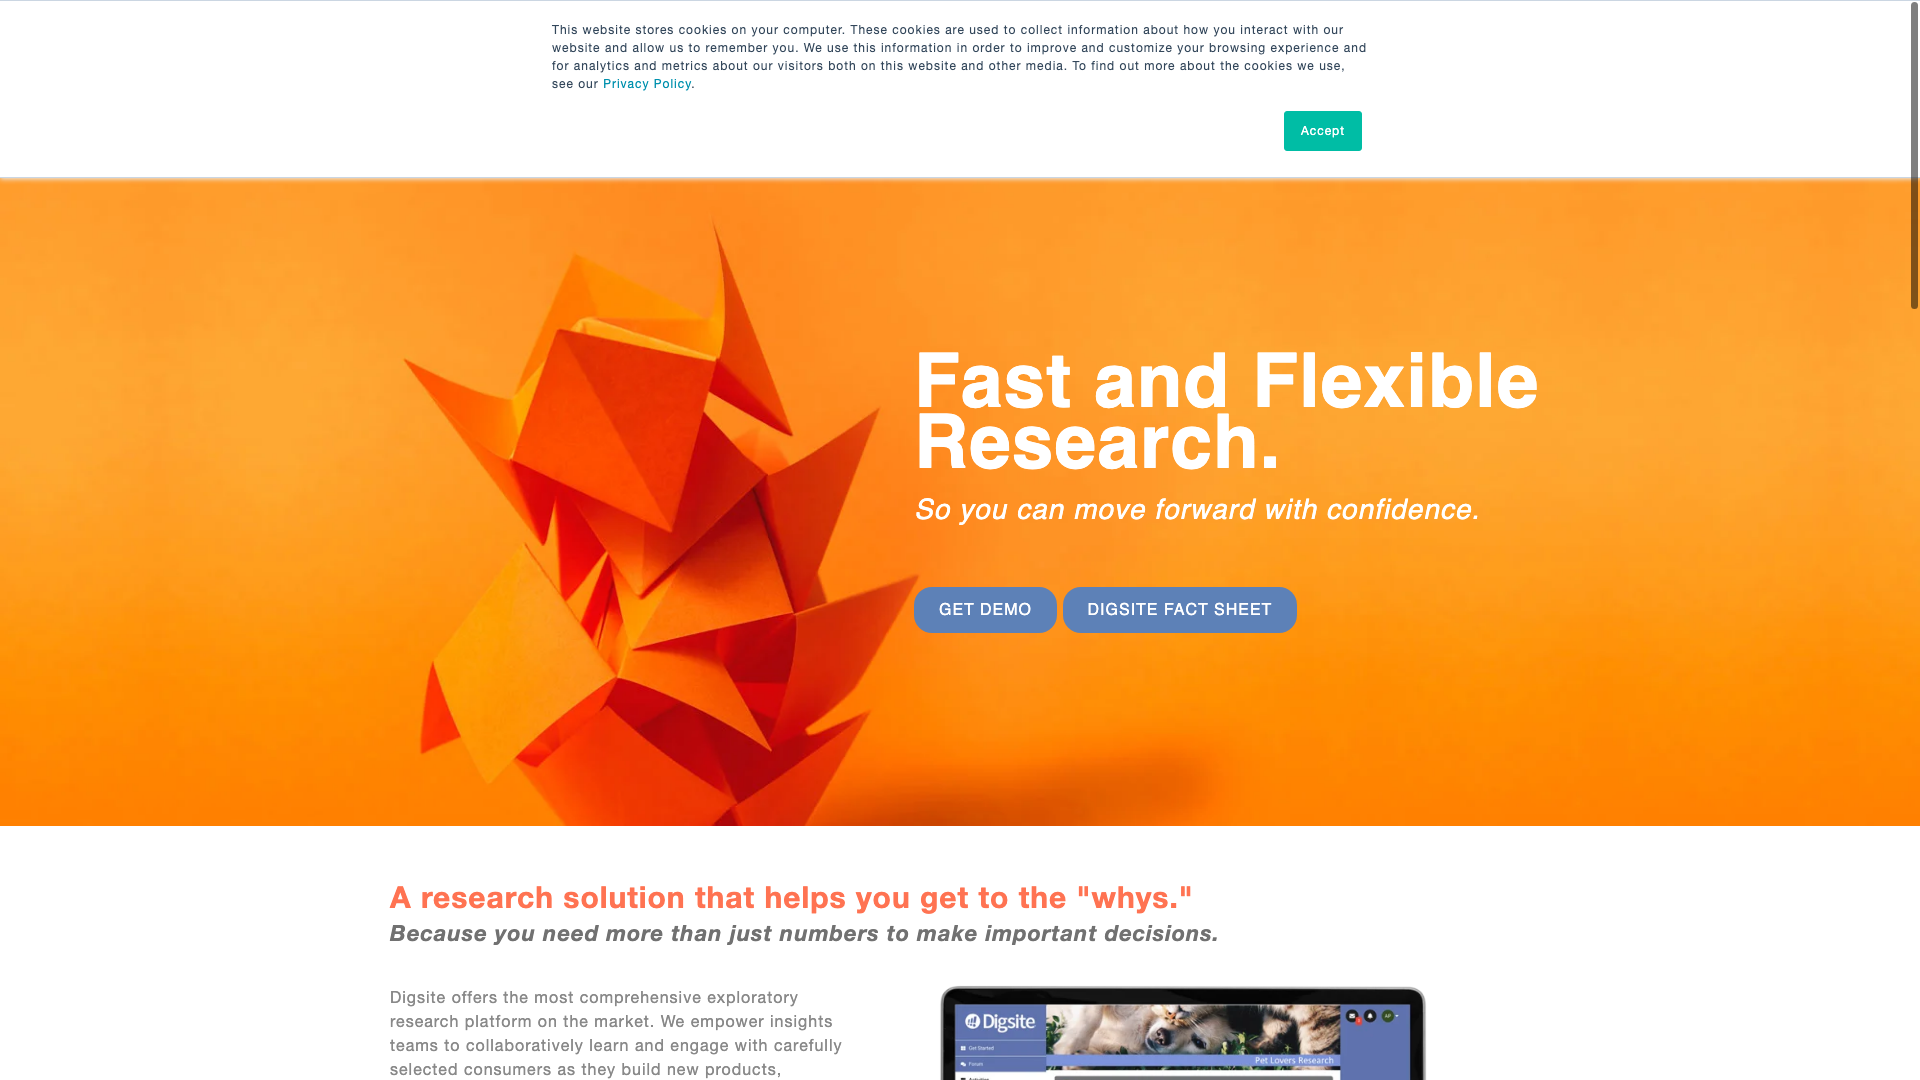 This website stores cookies on your computer. These cookies are used to collect information about how you interact with our
website and allow us to remember you. We use this information in order to improve and customize your browsing experience and
for analytics and metrics about our visitors both on this website and other media. To find out more about the cookies we use,
see our Privacy Policy.
Accept
Fast and Flexible
Research.
So you can move forward with confidence.
GET DEMO
DIGSITE FACT SHEET
A research solution that helps you get to the "whys."
Because you need more than just numbers to make important decisions.
Digsite offers the most comprehensive exploratory
research platform on the market. We empower insights
teams to collaboratively learn and engage with carefully
selected consumers as they build new products,
Digsite
Get Started
Forum
Pet Lovers Research